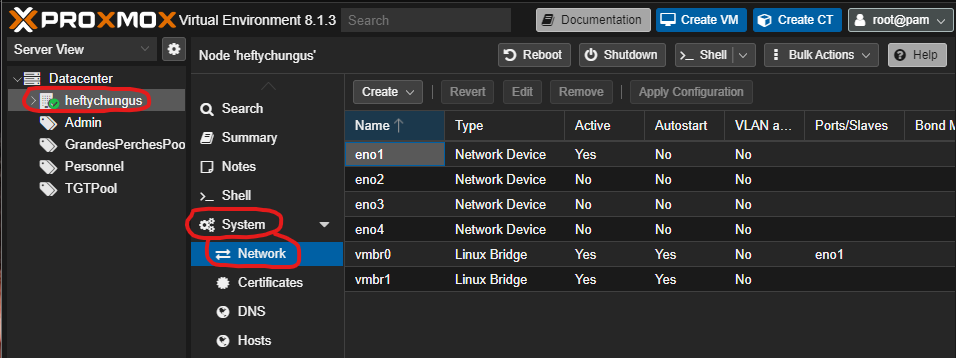 PROXMOX Virtual Environment 8.1.3
Documentation
Create VM
Create CT
root@pam
Server View
Datacenter
heftychungus
Admin
GrandesPerchesPoo
Personnel
TGTPool
Node 'heftychungus'
Reboot
Shutdown
Shell
Bulk Actions
Help
Search
Summary
Notes
Shell
System
Network
Certificates
DNS
Hosts
Create
Revert
Edit
Remove
Apply Configuration
Name Type Active Autostart VLAN a... Ports/Slaves Bond M
eno1 Network Device Yes No No
eno2 Network Device No No No
eno3 Network Device No No No
eno4 Network Device No No No
vmbr0 Linux Bridge Yes Yes No eno1
vmbr1 Linux Bridge Yes Yes No